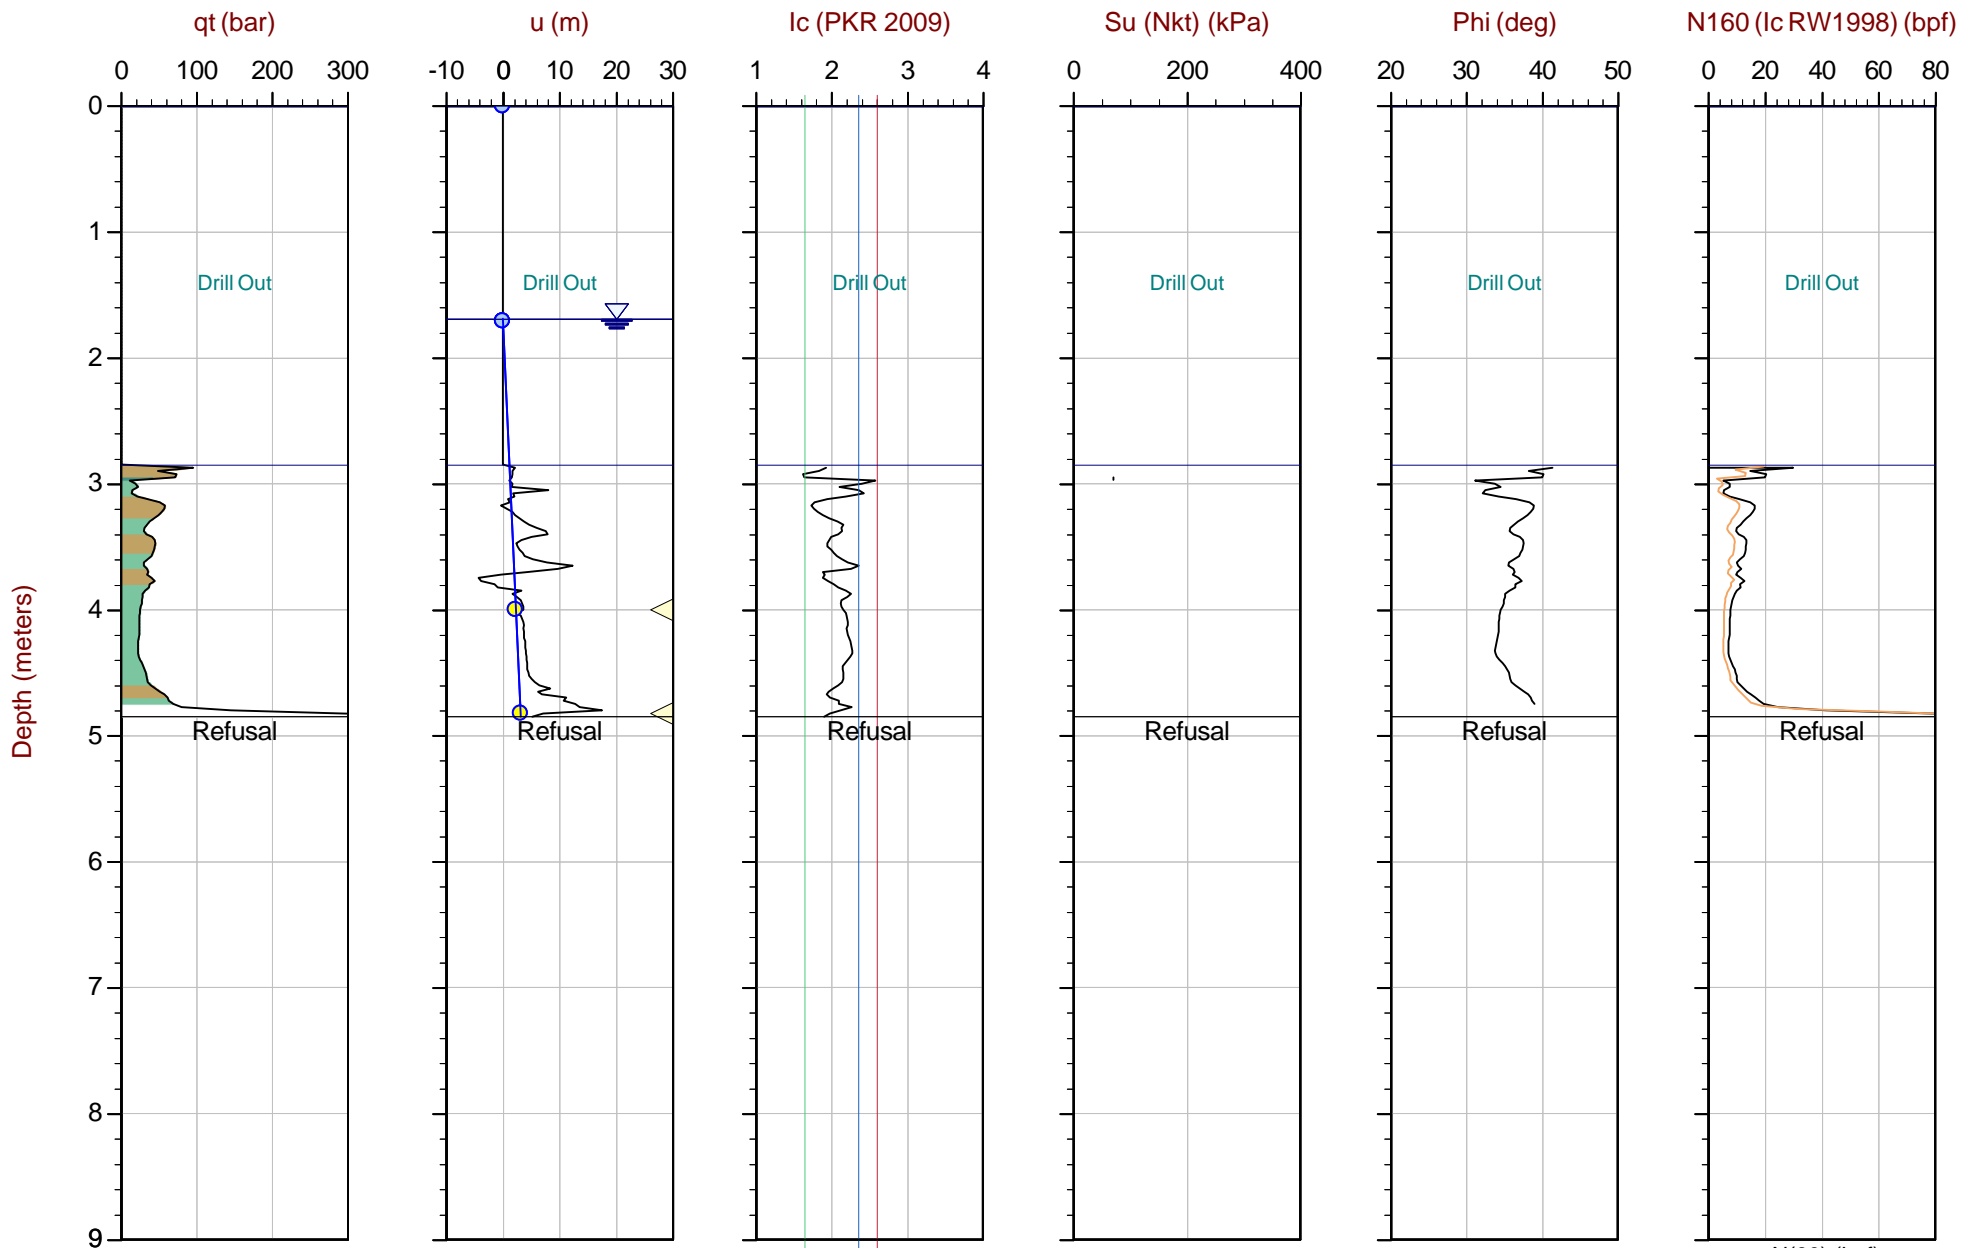 qt (bar) u (m) Ic (PKR 2009) Su (Nkt) (kPa) Phi (deg) N160 (Ic RW1998) (bpf)
0 100 200 300 -10 0 10 20 30 1 2 3 4 0 200 400 20 30 40 50 0 20 40 60 80
0
1
Drill Out Drill Out Drill Out Drill Out Drill Out Drill Out
2
3
4
Depth (meters)
Refusal Refusal Refusal Refusal Refusal Refusal
5
6
7
8
9